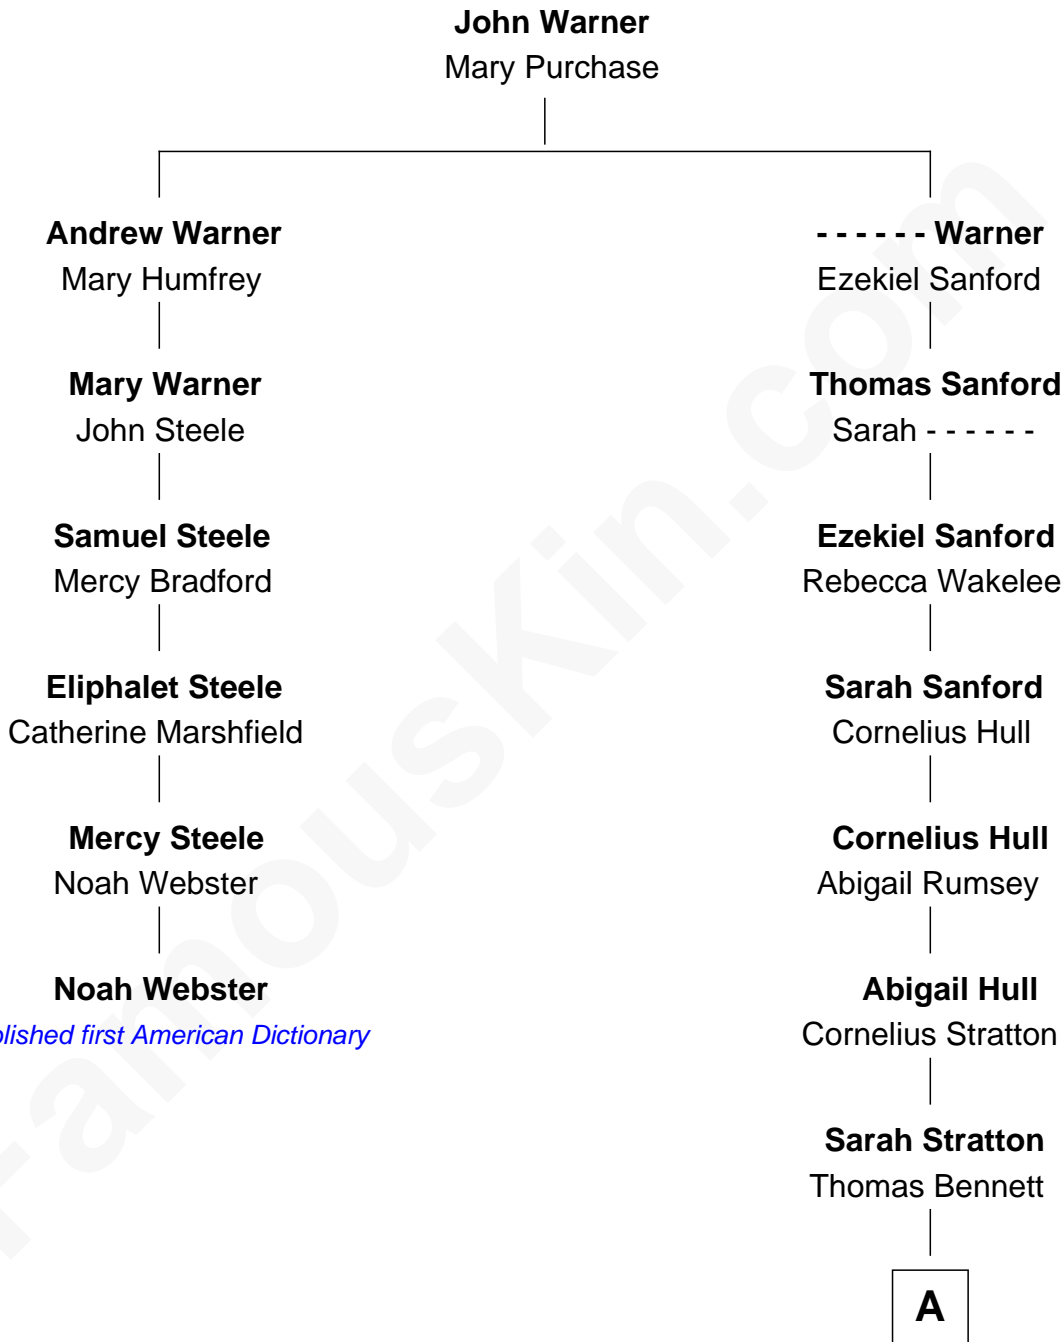 John Warner
Mary Purchase
Andrew Warner
Mary Humfrey
- - - - - - Warner
Ezekiel Sanford
Mary Warner
John Steele
Thomas Sanford
Sarah - - - - - -
Samuel Steele
Mercy Bradford
Ezekiel Sanford
Rebecca Wakelee
Eliphalet Steele
Catherine Marshfield
Sarah Sanford
Cornelius Hull
Mercy Steele
Noah Webster
Cornelius Hull
Abigail Rumsey
Noah Webster
first American Dictionary
Abigail Hull
Cornelius Stratton
Sarah Stratton
Thomas Bennett
A
FamousKin.com